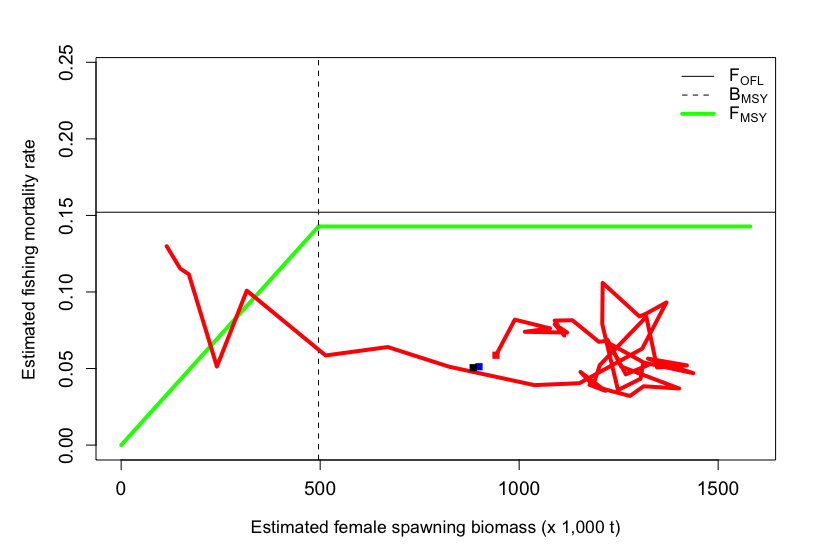 0.25
0.20
0.15
0.10
0.05
0.00
Estimated fishing mortality rate
F_OFL
B_MSY
F_MSY
0 500 1000 1500
Estimated female spawning biomass (x 1,000 t)